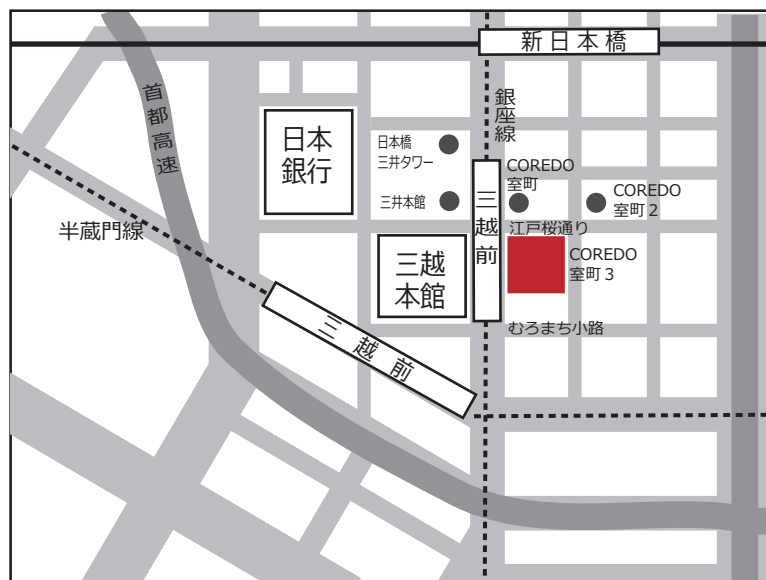 新日本橋
首都高速
銀座線
日本
銀行
日本橋
三井タワー
COREDO
室町
三井本館
三越前
COREDO
室町2
半蔵門線
江戸桜通り
三越
本館
COREDO
室町3
三越前
むろまち小路